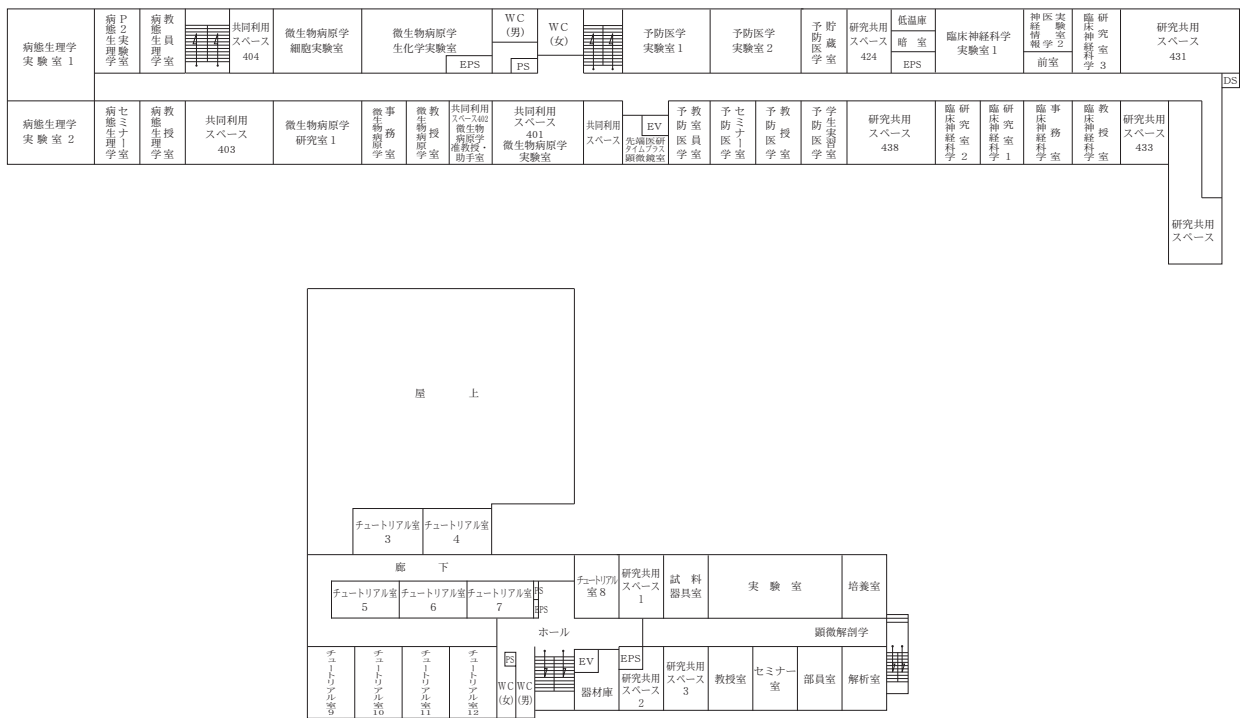 病態生理学
実験室1
病態生理学
P2実験室
病態生理学
教員室
共同利用
スペース
404
微生物病原学
細胞実験室
微生物病原学
生化学実験室
EPS
WC
(男)
PS
WC
(女)
予防医学
実験室1
予防医学
実験室2
予防医学
貯蔵室
研究共用
スペース
424
低温庫
暗室
EPS
臨床神経科学
実験室1
神経情報学2
医実験室
前室
臨床神経科学
研究室3
研究共用
スペース
431
DS
病態生理学
実験室2
病態生理学
セミナー室
病態生理学
教授室
共同利用
スペース
403
微生物病原学
研究室1
微生物病原学
事務室
微生物病原学
教授室
共同利用
スペース402
微生物
病原学
准教授・
助手室
共同利用
スペース
401
微生物病原学
実験室
共同利用
スペース
EV
先端医研
タイムプラス
顕微鏡室
予防医学
教室員室
予防医学
セミナー室
予防医学
教授室
予防医学
学生実習室
研究共用
スペース
438
臨床神経科学
研究室2
臨床神経科学
研究室1
臨床神経科学
事務室
臨床神経科学
教授室
研究共用
スペース
433
研究共用
スペース
屋上
チュートリアル室
3
チュートリアル室
4
廊下
チュートリアル室
5
チュートリアル室
6
チュートリアル室
7
PS
EPS
チュートリアル
室8
研究共用
スペース
1
試料
器具室
実験室
培養室
ホール
顕微解剖学
チュートリアル室9
チュートリアル室10
チュートリアル室11
チュートリアル室12
PS
WC
(女)
WC
(男)
EV
器材庫
EPS
研究共用
スペース
2
研究共用
スペース
3
教授室
セミナー
室
部員室
解析室